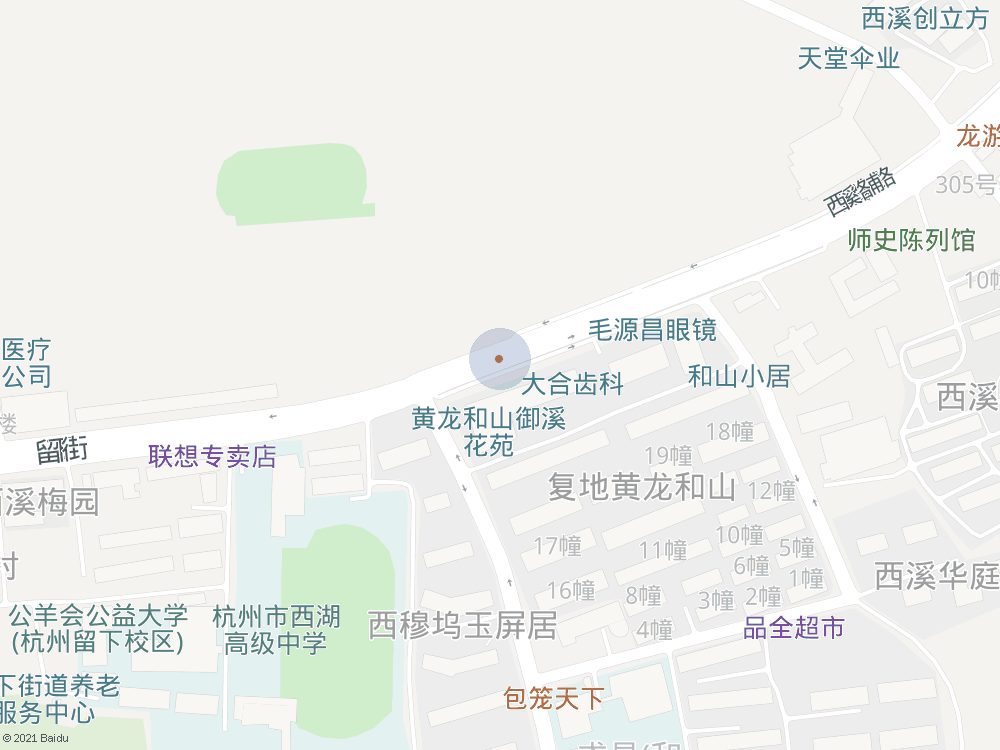 西溪创立方
天堂伞业
龙游
西溪路辅路
305号
师史陈列馆
10幢
毛源昌眼镜
医疗
公司
大合齿科
和山小居
西溪
黄龙和山御溪
花苑
楼
留街
联想专卖店
18幢
19幢
复地黄龙和山
12幢
西溪梅园
10幢
17幢
11幢
5幢
村
6幢
1幢
西溪华庭
16幢
8幢
3幢
2幢
公羊会公益大学
(杭州留下校区)
杭州市西湖
高级中学
西穆坞玉屏居
4幢
品全超市
下街道养老
服务中心
包笼天下
© 2021 Baidu